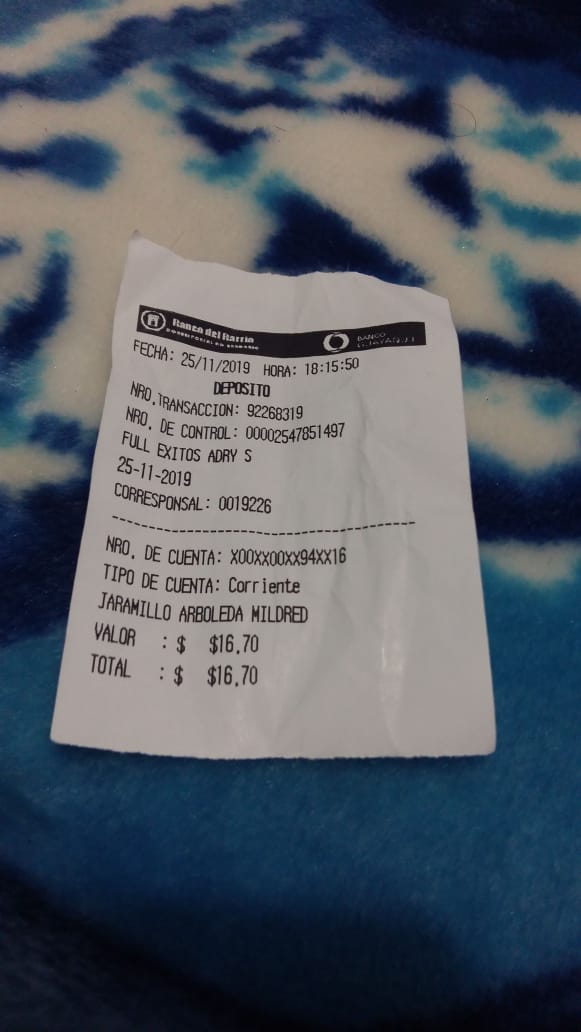 Banco del Barrio
BANCO GUAYAQUIL
FECHA: 25/11/2019 HORA: 18:15:50
DEPOSITO
NRO.TRANSACCION: 92268319
NRO. DE CONTROL: 00002547851497
FULL EXITOS ADRY S
25-11-2019
CORRESPONSAL: 0019226
NRO. DE CUENTA: X00XX00XX94XX16
TIPO DE CUENTA: Corriente
JARAMILLO ARBOLEDA MILDRED
VALOR : $ $16,70
TOTAL : $ $16,70